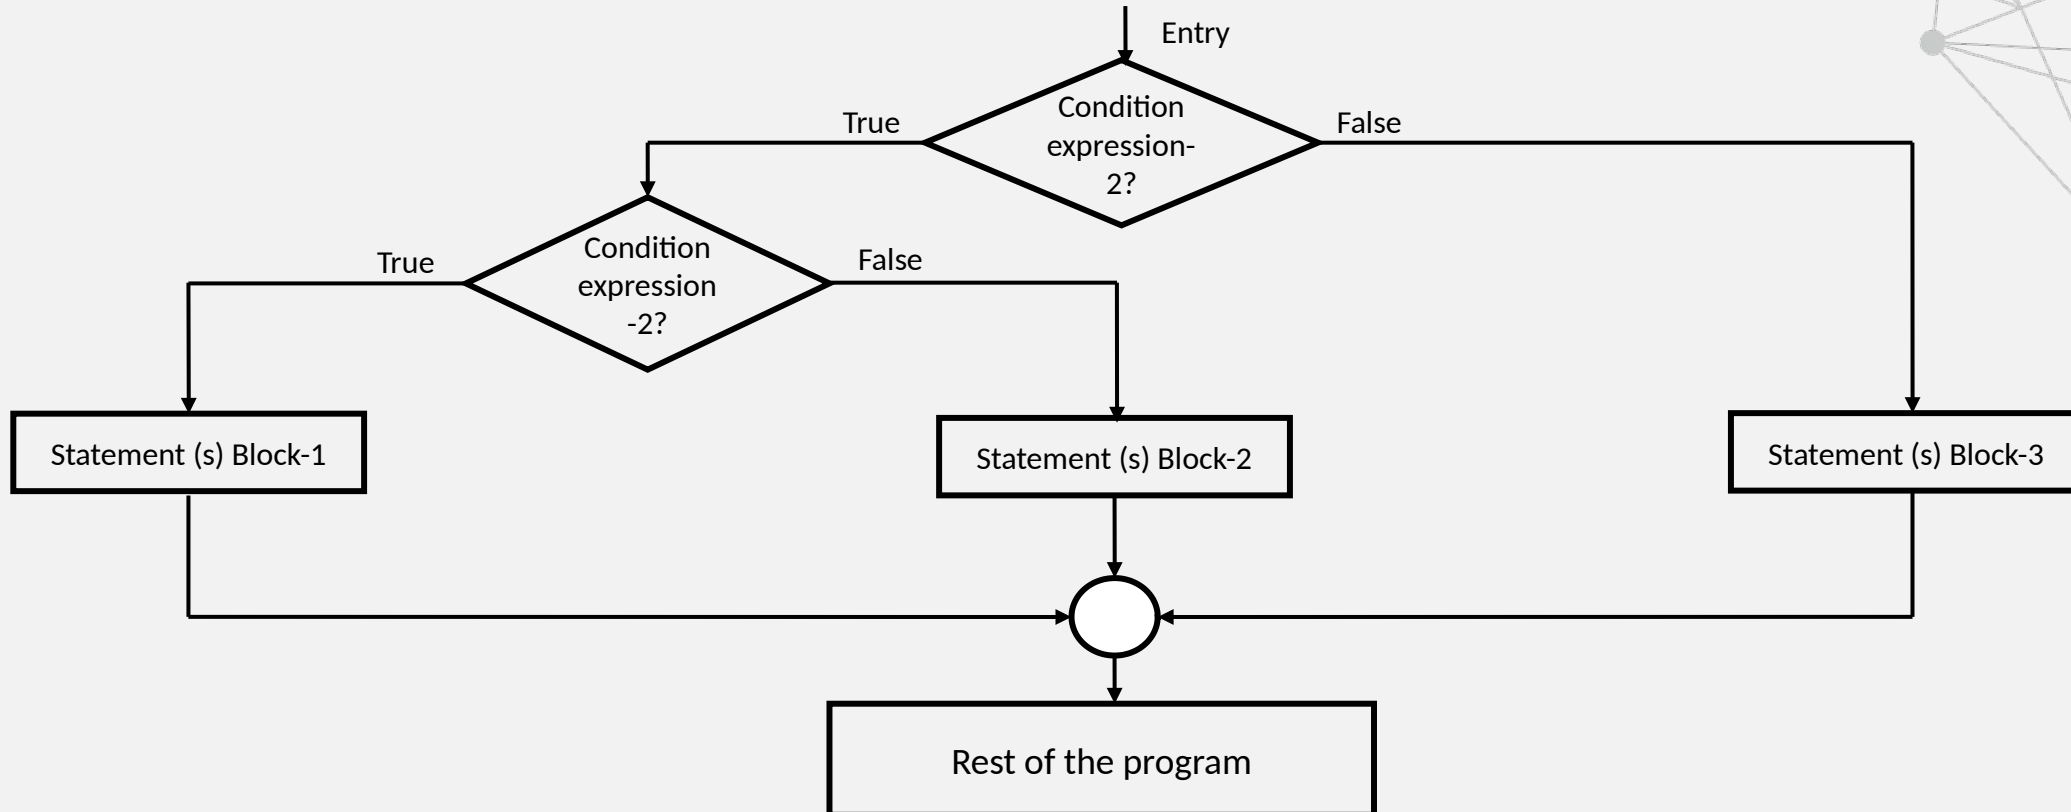 Entry
True
Condition
expression-
2?
False
True
Condition
expression
-2?
False
Statement (s) Block-1
Statement (s) Block-2
Statement (s) Block-3
Rest of the program